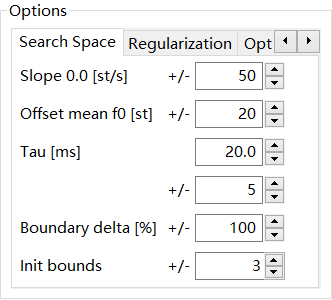 Options
Search Space Regularization Opt
Slope 0.0 [st/s] +/- 50
Offset mean f0 [st] +/- 20
Tau [ms] 20.0
+/- 5
Boundary delta [%] +/- 100
Init bounds +/- 3